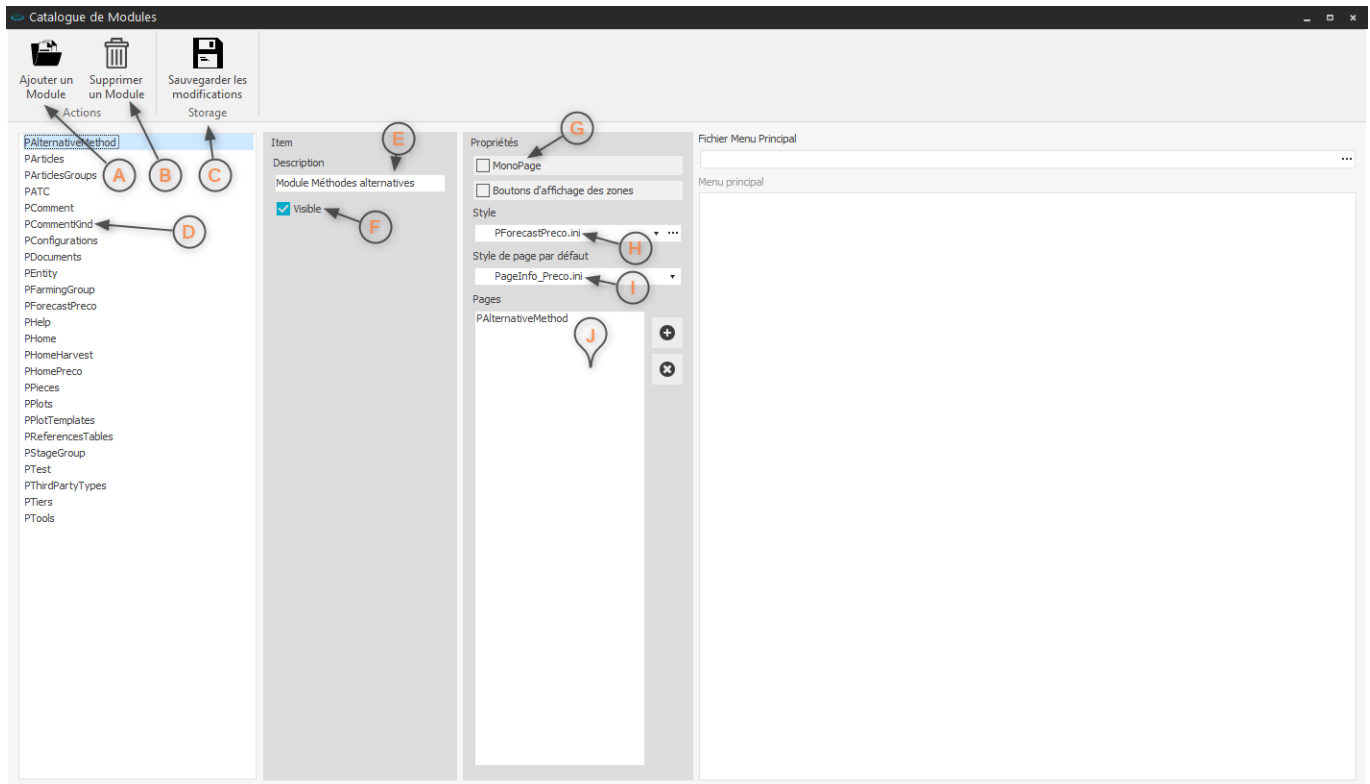 Catalogue de Modules
Ajouter un
Module
Supprimer
un Module
Sauvegarder les
modifications
Actions
Storage
PAlternativeMethod
PArticles
PArticlesGroups
PATC
PComment
PCommentKind
PConfigurations
PDocuments
PEntity
PFarmingGroup
PForecastPreco
PHelp
PHome
PHomeHarvest
PHomePreco
PPieces
PPlots
PPlotTemplates
PReferencesTables
PStageGroup
PTest
PThirdPartyTypes
PTiers
PTools
A
B
C
D
Item
Description
Module Méthodes alternatives
Visible
E
F
Propriétés
MonoPage
Boutons d'affichage des zones
Style
PForecastPreco.ini
Style de page par défaut
PageInfo_Preco.ini
Pages
PAlternativeMethod
G
H
I
J
Fichier Menu Principal
Menu principal